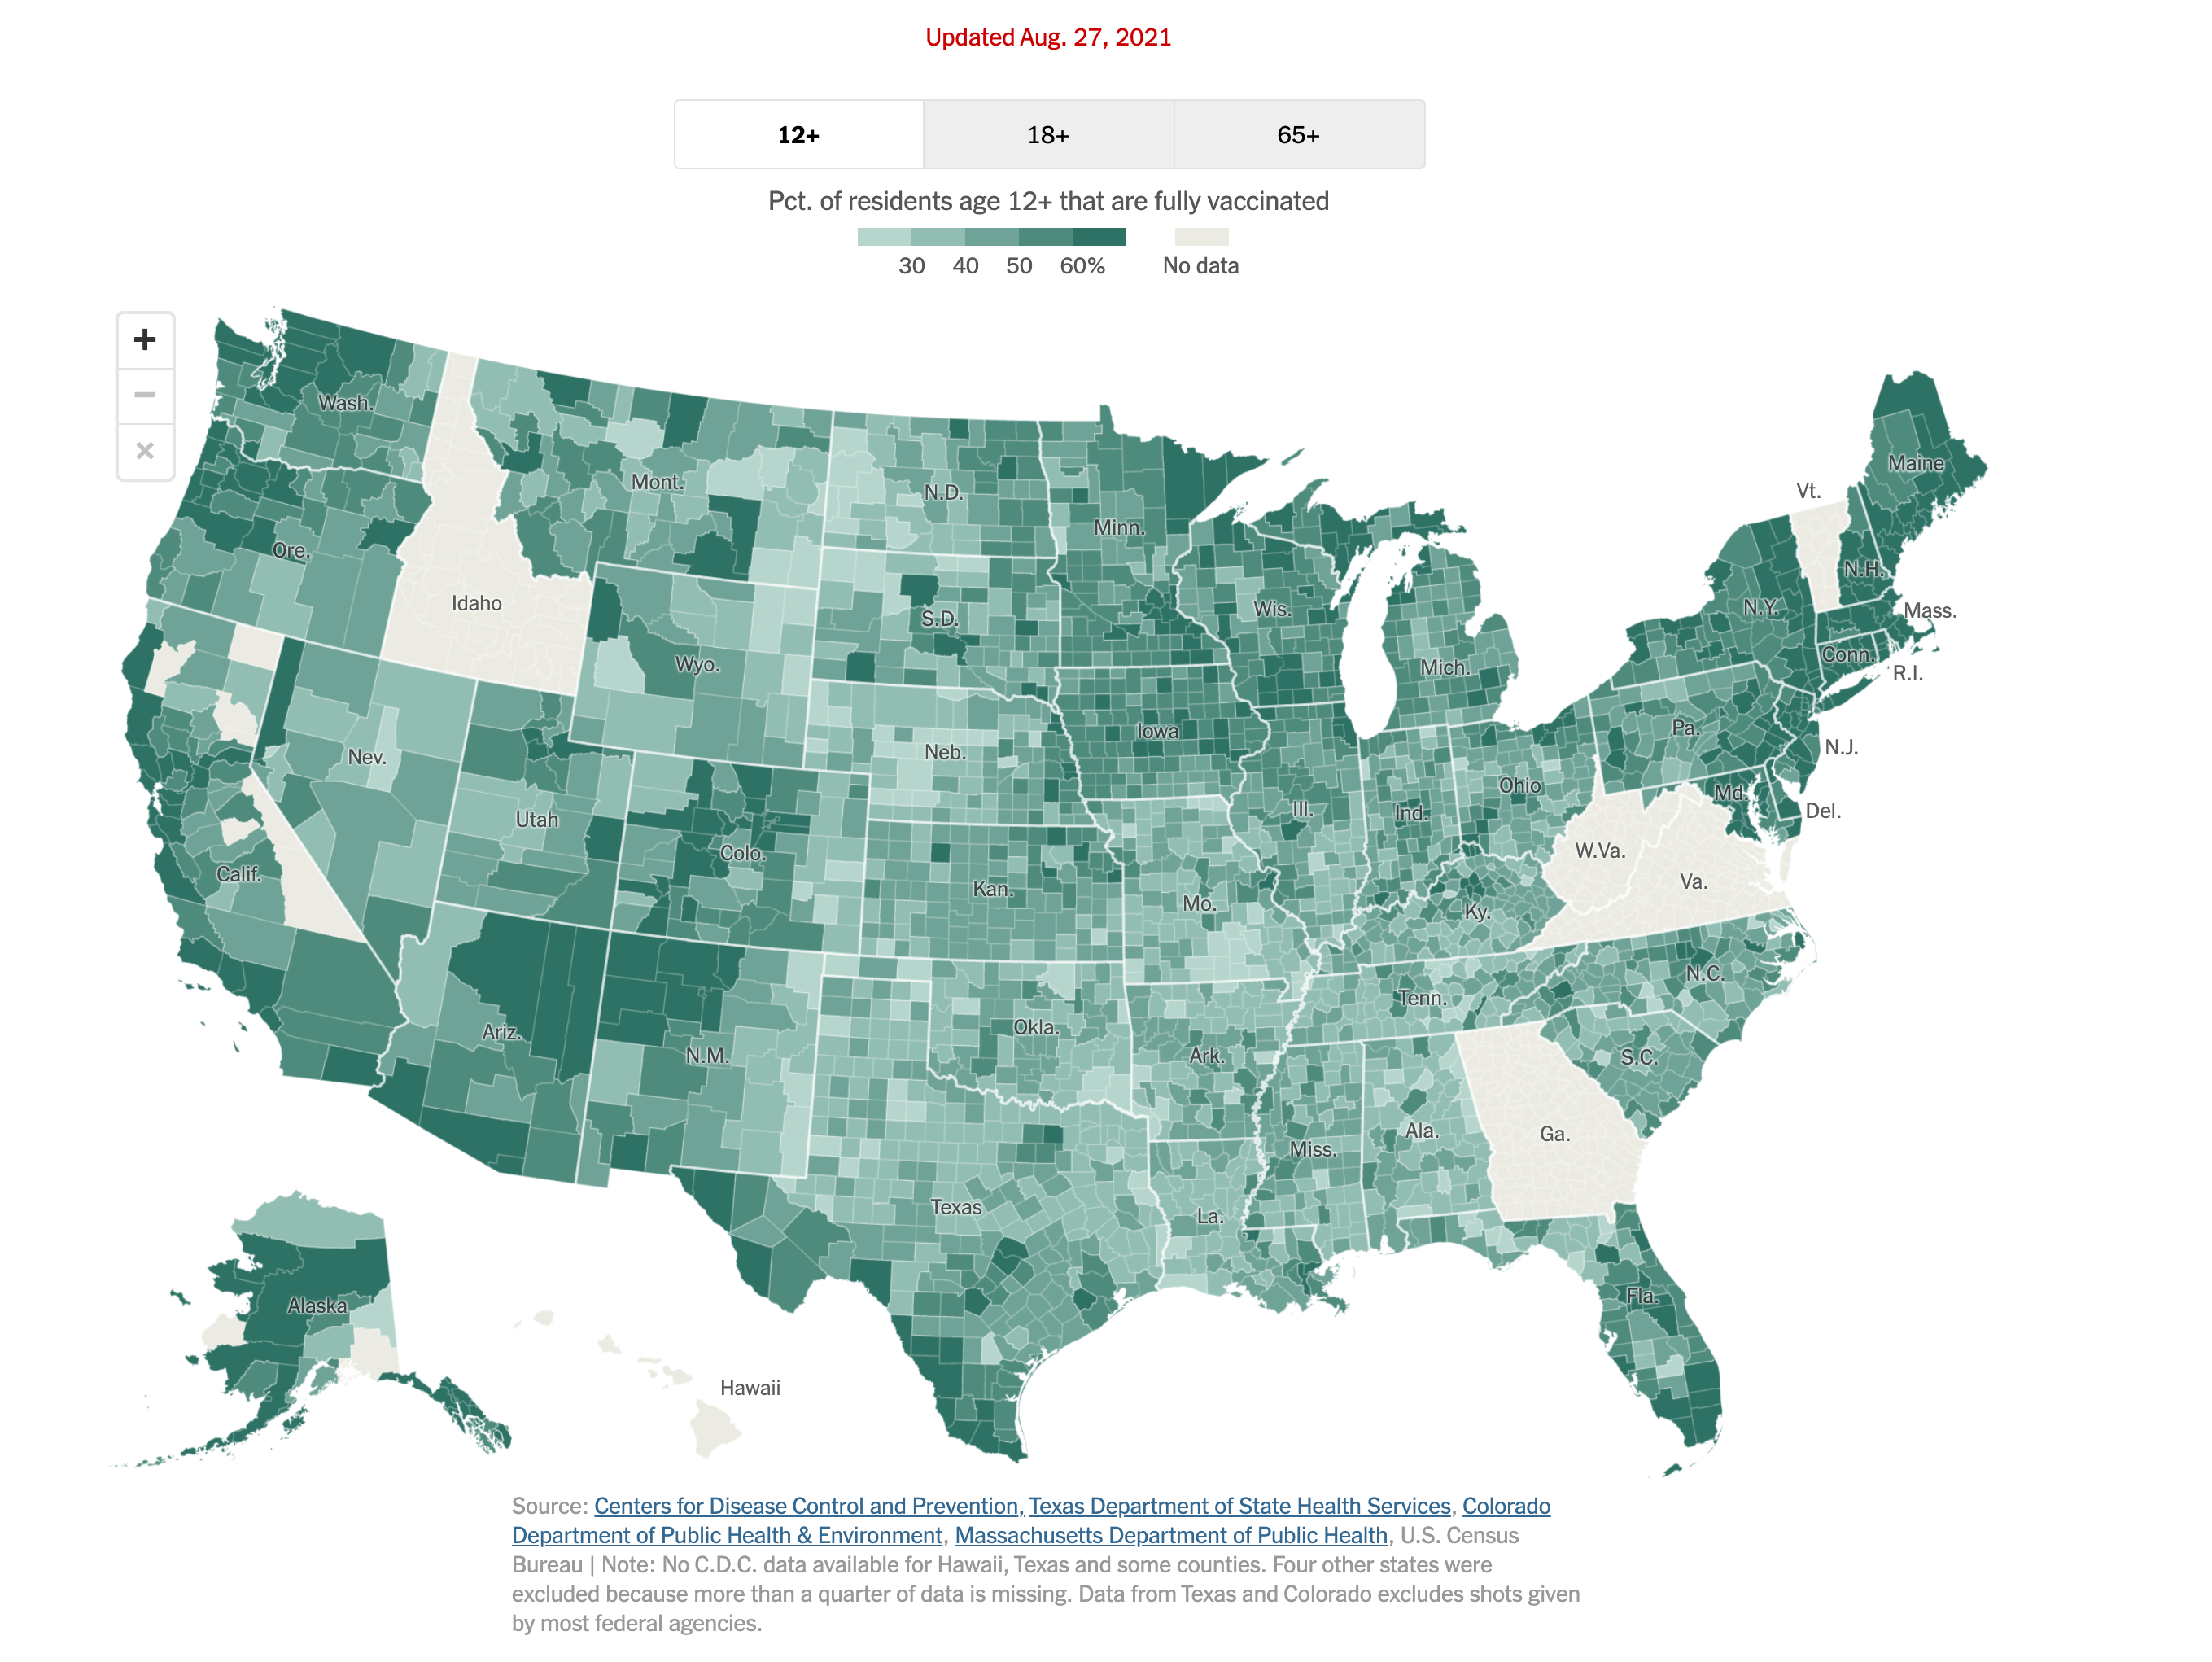 Updated Aug. 27, 2021
12+ 18+ 65+
Pct. of residents age 12+ that are fully vaccinated
30 40 50 60% No data
+
−
×
Wash.
Mont.
N.D.
Minn.
Maine
Vt.
Ore.
Idaho
S.D.
Wis.
N.Y.
N.H.
Mass.
Wyo.
Mich.
Conn.
R.I.
Nev.
Neb.
Iowa
Pa.
N.J.
Utah
Colo.
Ill.
Ind.
Ohio
Md.
Del.
Calif.
Kan.
Mo.
Ky.
W.Va.
Va.
Ariz.
N.M.
Okla.
Ark.
Tenn.
N.C.
S.C.
Texas
La.
Miss.
Ala.
Ga.
Alaska
Fla.
Hawaii
Source: Centers for Disease Control and Prevention, Texas Department of State Health Services, Colorado
Department of Public Health & Environment, Massachusetts Department of Public Health, U.S. Census
Bureau | Note: No C.D.C. data available for Hawaii, Texas and some counties. Four other states were
excluded because more than a quarter of data is missing. Data from Texas and Colorado excludes shots given
by most federal agencies.